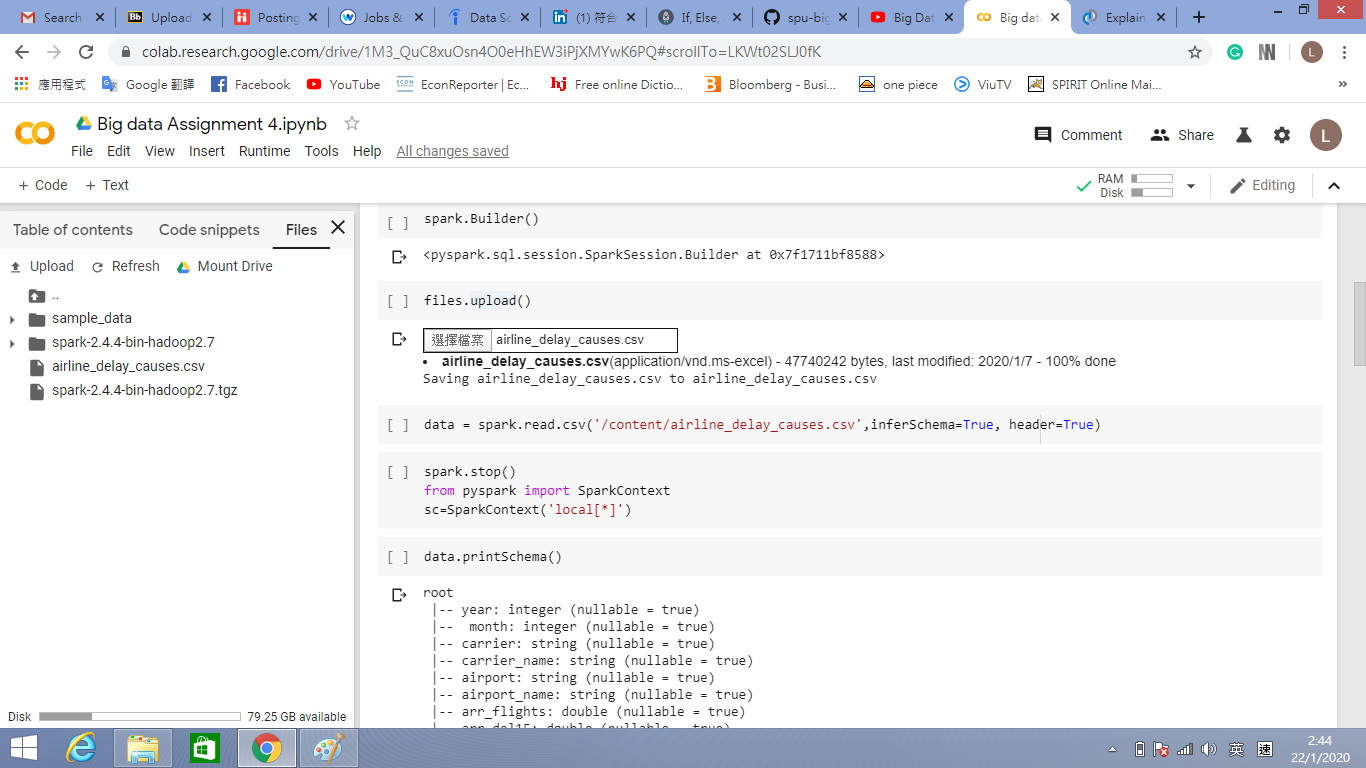 Search
Upload
Posting
Jobs &
Data Sc
(1) 符合
If, Else,
spu-big
Big Dat
Big dat
Explain
colab.research.google.com/drive/1M3_QuC8xuOsn4O0eHhEW3iPjXMYwK6PQ#scrollTo=LKWt02SLJ0fK
L
應用程式
Google 翻譯
Facebook
YouTube
EconReporter | Ec...
Free online Dictio...
Bloomberg - Busi...
one piece
ViuTV
SPIRIT Online Mai...
Big data Assignment 4.ipynb
Comment
Share
L
File Edit View Insert Runtime Tools Help All changes saved
+ Code + Text
RAM
Disk
Editing
Table of contents Code snippets Files
Upload Refresh Mount Drive
..
sample_data
spark-2.4.4-bin-hadoop2.7
airline_delay_causes.csv
spark-2.4.4-bin-hadoop2.7.tgz
Disk 79.25 GB available
[ ] spark.Builder()
<pyspark.sql.session.SparkSession.Builder at 0x7f1711bf8588>
[ ] files.upload()
選擇檔案 airline_delay_causes.csv
• airline_delay_causes.csv(application/vnd.ms-excel) - 47740242 bytes, last modified: 2020/1/7 - 100% done
Saving airline_delay_causes.csv to airline_delay_causes.csv
[ ] data = spark.read.csv('/content/airline_delay_causes.csv',inferSchema=True, header=True)
[ ] spark.stop()
from pyspark import SparkContext
sc=SparkContext('local[*]')
[ ] data.printSchema()
root
|-- year: integer (nullable = true)
|--  month: integer (nullable = true)
|-- carrier: string (nullable = true)
|-- carrier_name: string (nullable = true)
|-- airport: string (nullable = true)
|-- airport_name: string (nullable = true)
|-- arr_flights: double (nullable = true)
|-- arr_del15: double (nullable = true)
英
速
2:44
22/1/2020